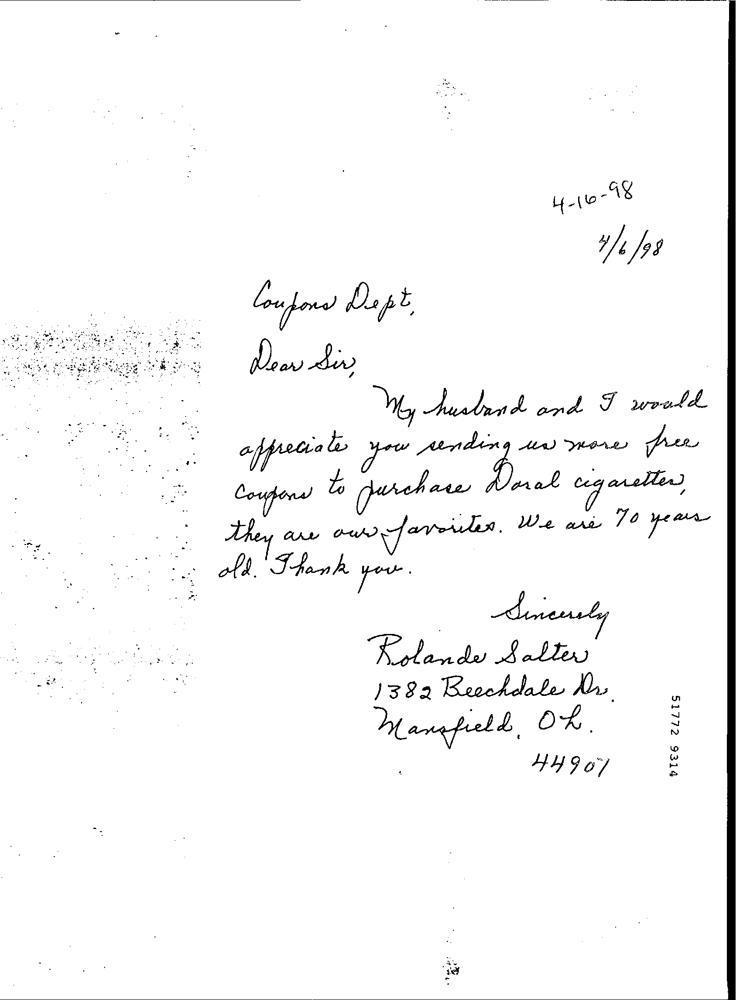 4-16-98
4/6/98
Coupons Dept,
Dear Sir,
My husband and I would
appreciate you sending us more free
coupons to purchase Doral cigarettes,
they are our favorites. We are 70 years
old. Thank you.
Sincerely
Rolande Salter
1382 Beechdale Dr.
Mansfield, Oh.
44907
51772 9314